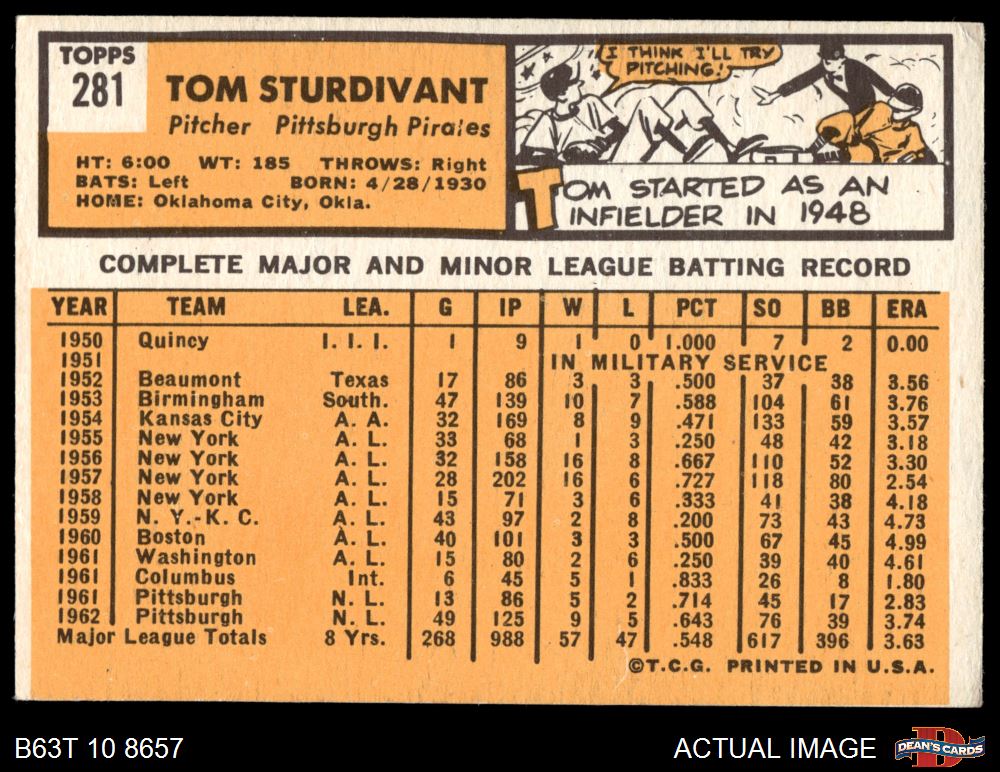 TOPPS
281
TOM STURDIVANT
Pitcher Pittsburgh Pirates
HT: 6:00 WT: 185 THROWS: Right
BATS: Left BORN: 4/28/1930
HOME: Oklahoma City, Okla.
I THINK I'LL TRY
PITCHING!
TOM STARTED AS AN
INFIELDER IN 1948
COMPLETE MAJOR AND MINOR LEAGUE BATTING RECORD
YEAR TEAM LEA. G IP W L PCT SO BB ERA
1950 Quincy I. I. I. 1 9 1 0 1.000 7 2 0.00
1951 IN MILITARY SERVICE
1952 Beaumont Texas 17 86 3 3 .500 37 38 3.56
1953 Birmingham South. 47 139 10 7 .588 104 61 3.76
1954 Kansas City A. A. 32 169 8 9 .471 133 59 3.57
1955 New York A. L. 33 68 1 3 .250 48 42 3.18
1956 New York A. L. 32 158 16 8 .667 110 52 3.30
1957 New York A. L. 28 202 16 6 .727 118 80 2.54
1958 New York A. L. 15 71 3 6 .333 41 38 4.18
1959 N. Y.-K. C. A. L. 43 97 2 8 .200 73 43 4.73
1960 Boston A. L. 40 101 3 3 .500 67 45 4.99
1961 Washington A. L. 15 80 2 6 .250 39 40 4.61
1961 Columbus Int. 6 45 5 1 .833 26 8 1.80
1961 Pittsburgh N. L. 13 86 5 2 .714 45 17 2.83
1962 Pittsburgh N. L. 49 125 9 5 .643 76 39 3.74
Major League Totals 8 Yrs. 268 988 57 47 .548 617 396 3.63
©T.C.G. PRINTED IN U.S.A.
B63T 10 8657
ACTUAL IMAGE
D
DEAN'S CARDS